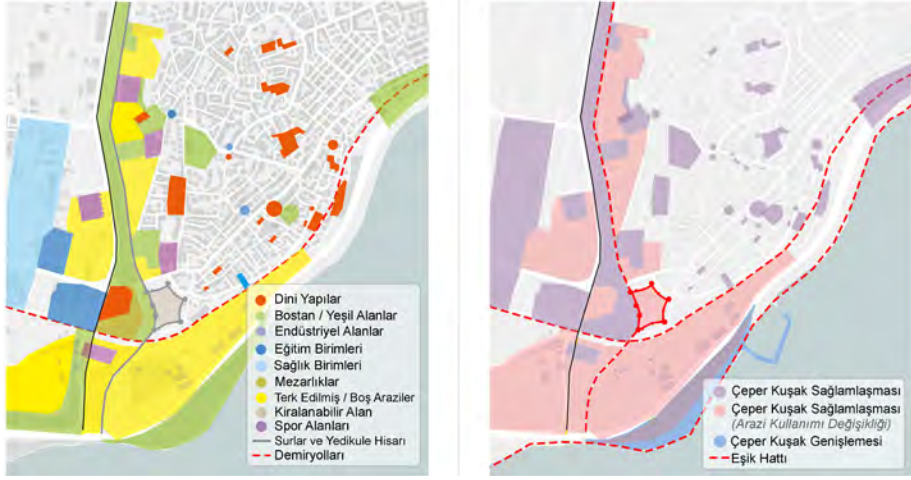 Dini Yapılar
Bostan / Yeşil Alanlar
Endüstriyel Alanlar
Eğitim Birimleri
Sağlık Birimleri
Mezarlıklar
Terk Edilmiş / Boş Araziler
Kiralanabilir Alan
Spor Alanları
Surlar ve Yedikule Hisarı
Demiryolları
Çeper Kuşak Sağlamlaşması
Çeper Kuşak Sağlamlaşması
(Arazi Kullanımı Değişikliği)
Çeper Kuşak Genişlemesi
Eşik Hattı